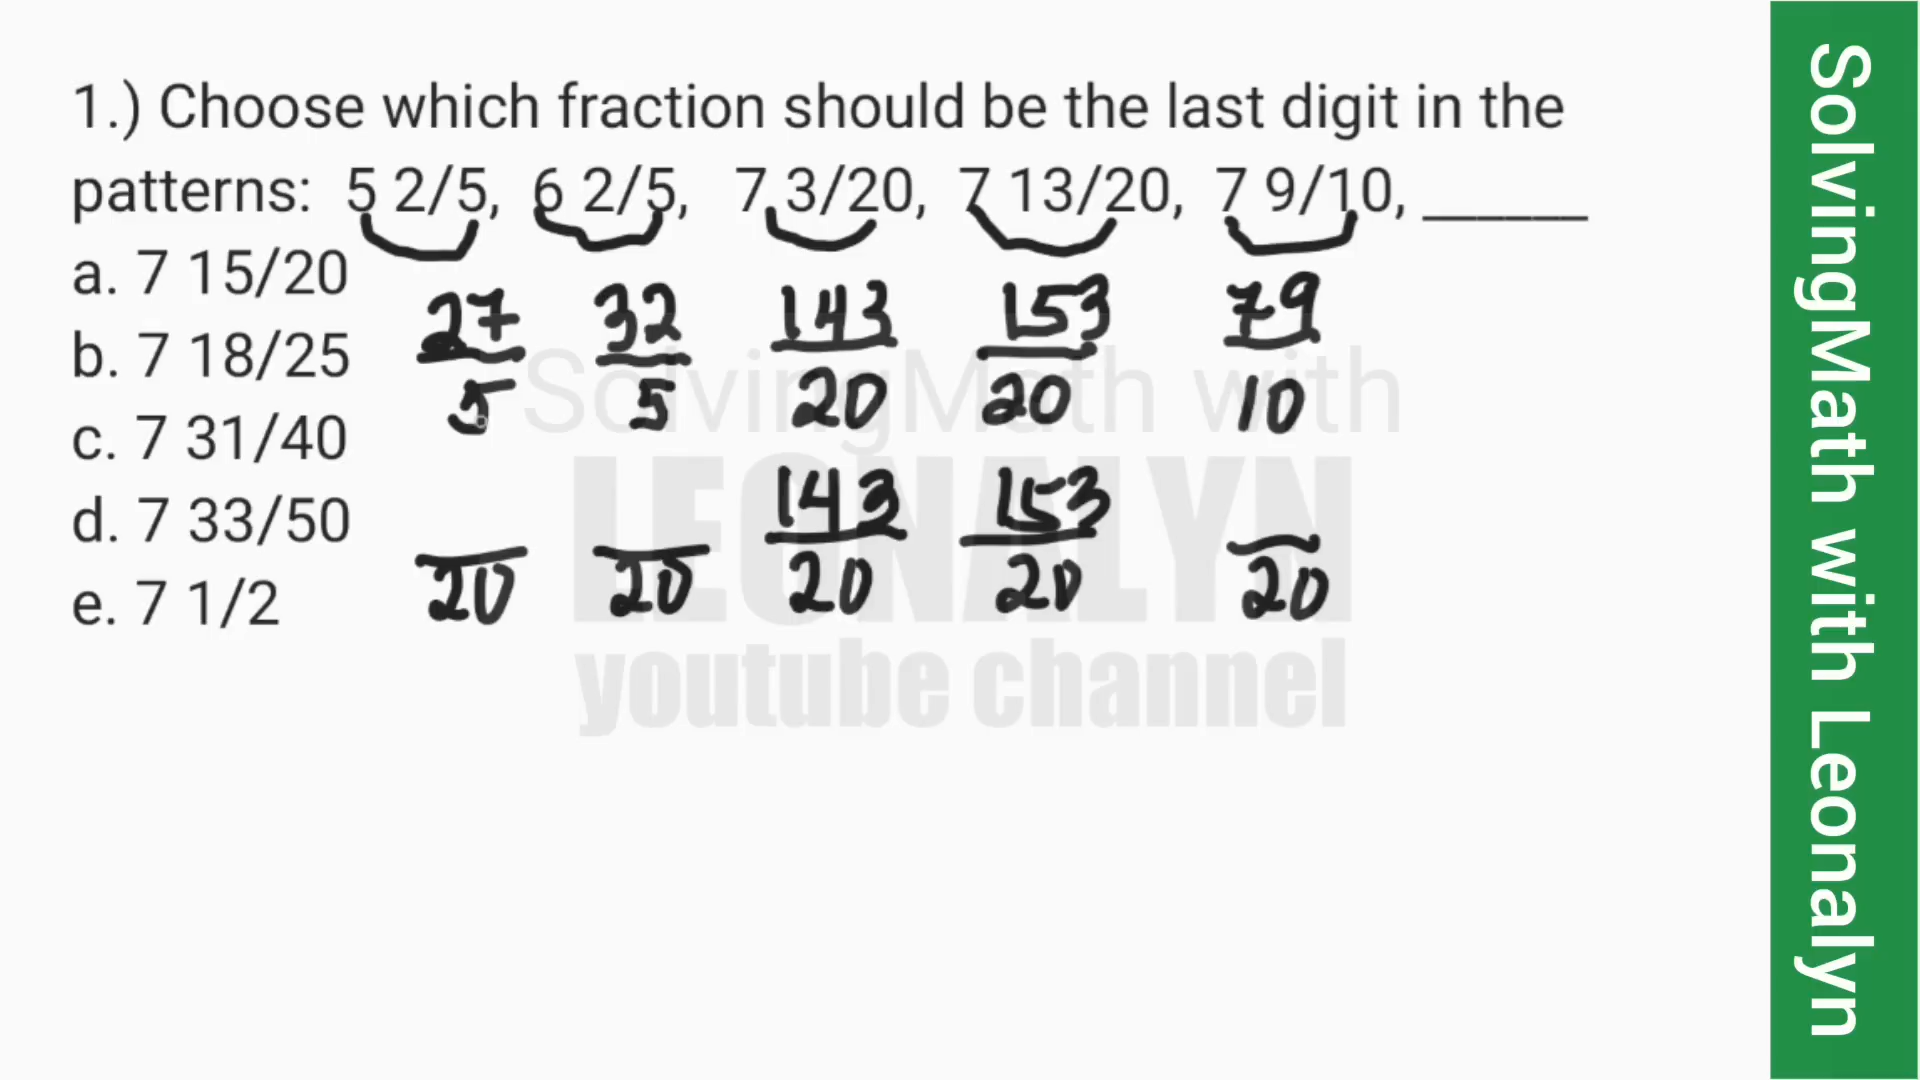 1.) Choose which fraction should be the last digit in the
patterns: 5 2/5, 6 2/5, 7 3/20, 7 13/20, 7 9/10, ______
a. 7 15/20
b. 7 18/25
c. 7 31/40
d. 7 33/50
e. 7 1/2
27 32 143 153 79
5 5 20 20 10
143 153
20 20 20 20 20
SolvingMath with
LEONALYN
youtube channel
SolvingMath with Leonalyn